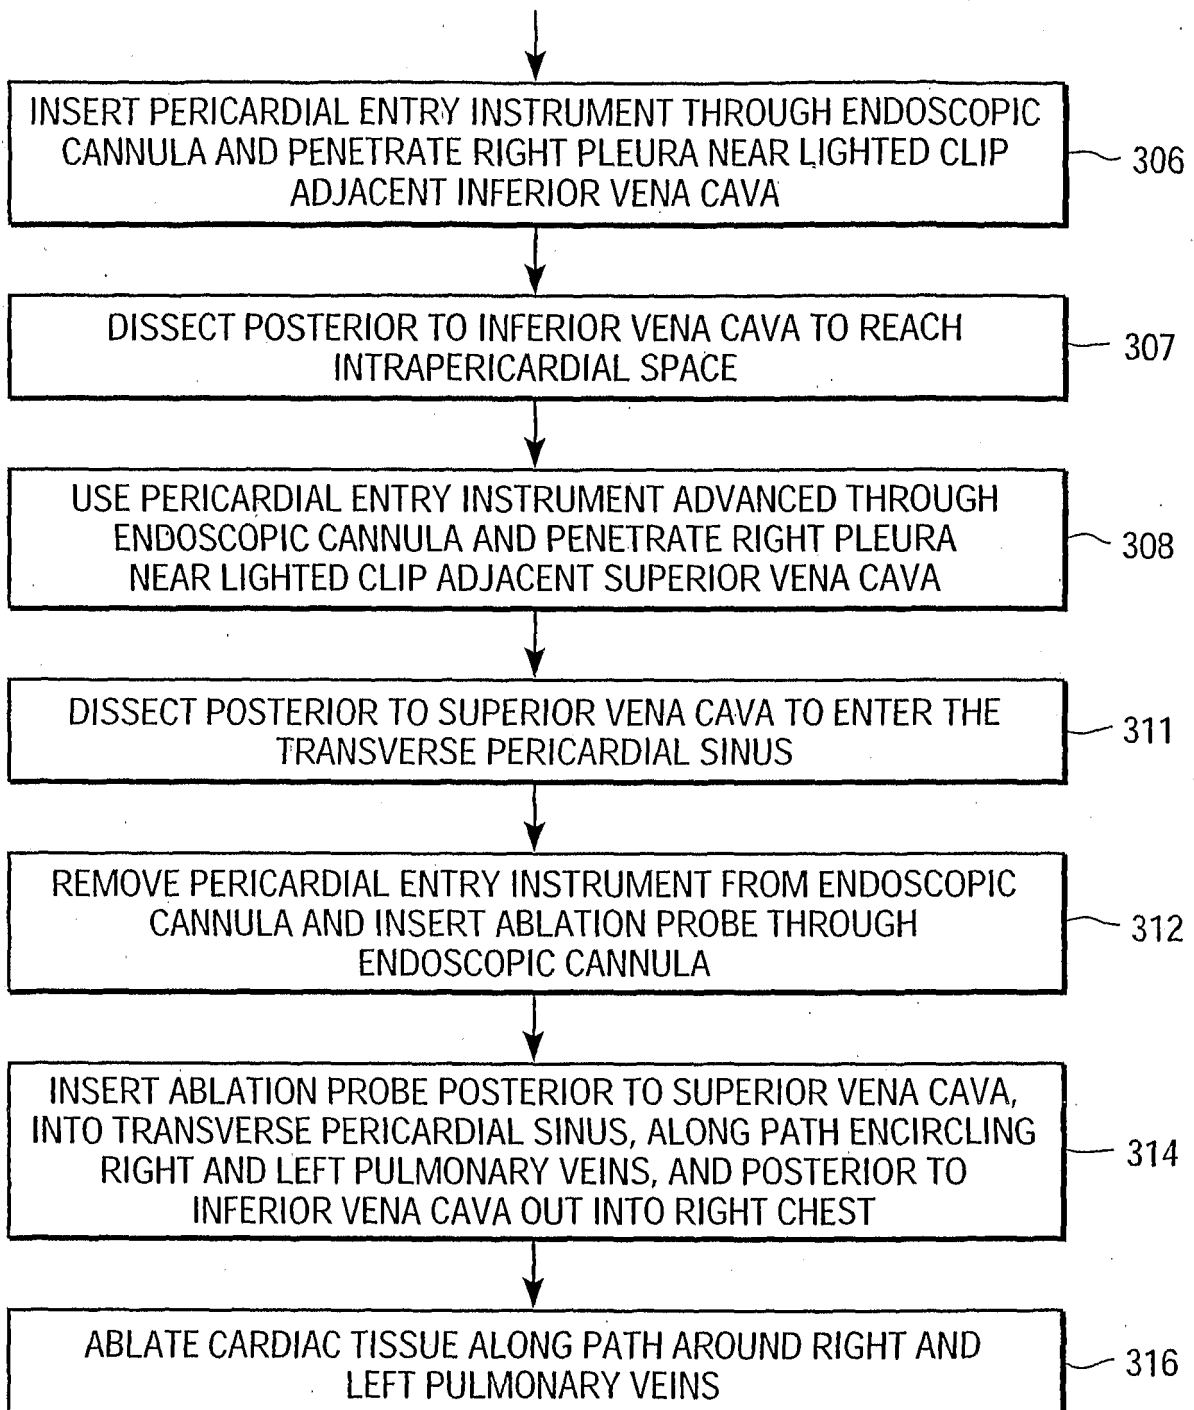 INSERT PERICARDIAL ENTRY INSTRUMENT THROUGH ENDOSCOPIC
CANNULA AND PENETRATE RIGHT PLEURA NEAR LIGHTED CLIP
ADJACENT INFERIOR VENA CAVA
306
DISSECT POSTERIOR TO INFERIOR VENA CAVA TO REACH
INTRAPERICARDIAL SPACE
307
USE PERICARDIAL ENTRY INSTRUMENT ADVANCED THROUGH
ENDOSCOPIC CANNULA AND PENETRATE RIGHT PLEURA
NEAR LIGHTED CLIP ADJACENT SUPERIOR VENA CAVA
308
DISSECT POSTERIOR TO SUPERIOR VENA CAVA TO ENTER THE
TRANSVERSE PERICARDIAL SINUS
311
REMOVE PERICARDIAL ENTRY INSTRUMENT FROM ENDOSCOPIC
CANNULA AND INSERT ABLATION PROBE THROUGH
ENDOSCOPIC CANNULA
312
INSERT ABLATION PROBE POSTERIOR TO SUPERIOR VENA CAVA,
INTO TRANSVERSE PERICARDIAL SINUS, ALONG PATH ENCIRCLING
RIGHT AND LEFT PULMONARY VEINS, AND POSTERIOR TO
INFERIOR VENA CAVA OUT INTO RIGHT CHEST
314
ABLATE CARDIAC TISSUE ALONG PATH AROUND RIGHT AND
LEFT PULMONARY VEINS
316